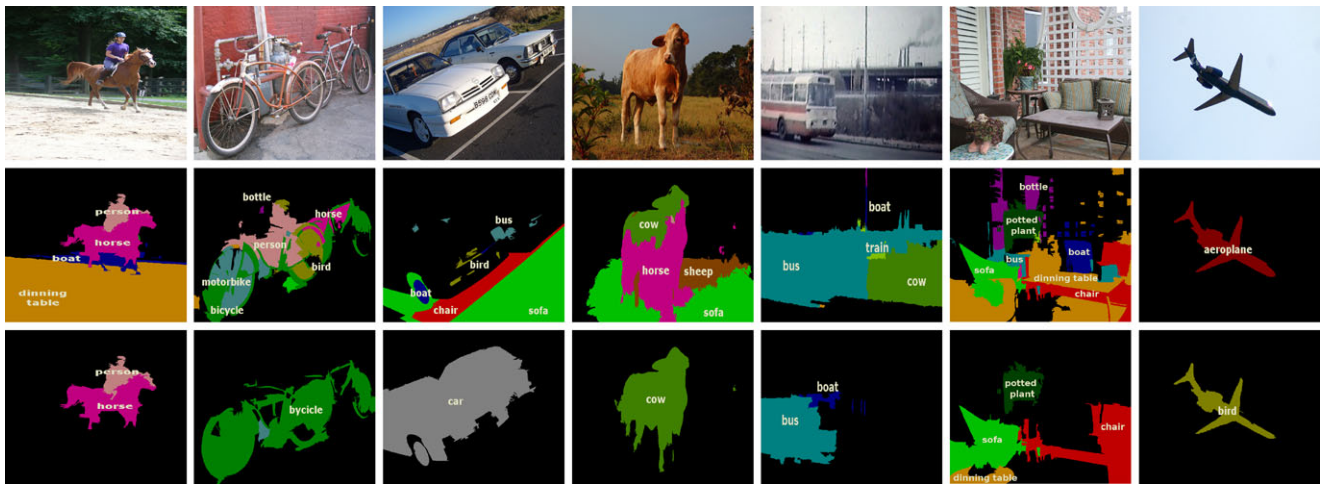 B998 DPM
person
horse
boat
dinning
table
bottle
horse
person
bird
motorbike
bicycle
bus
bird
boat
chair
sofa
cow
horse
sheep
sofa
boat
train
bus
cow
bottle
potted
plant
bus
boat
sofa
dinning table
chair
aeroplane
person
horse
bycicle
car
cow
boat
bus
potted
plant
chair
sofa
dinning table
bird